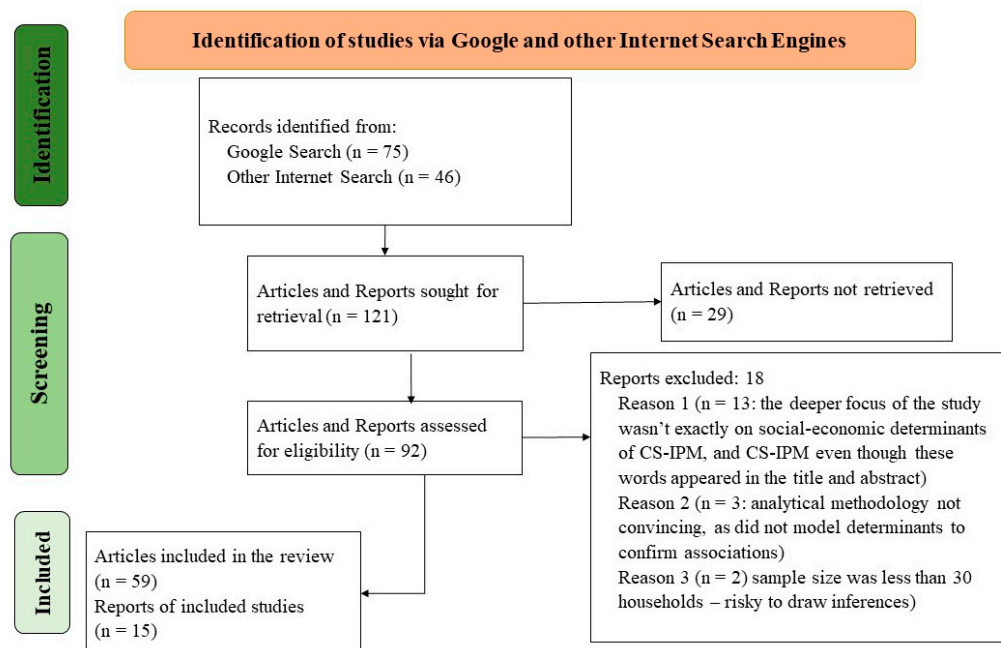 Identification of studies via Google and other Internet Search Engines
Identification
Records identified from:
Google Search (n = 75)
Other Internet Search (n = 46)
Screening
Articles and Reports sought for
retrieval (n = 121)
Articles and Reports not retrieved
(n = 29)
Articles and Reports assessed
for eligibility (n = 92)
Reports excluded: 18
Reason 1 (n = 13: the deeper focus of the study
wasn’t exactly on social-economic determinants
of CS-IPM, and CS-IPM even though these
words appeared in the title and abstract)
Reason 2 (n = 3: analytical methodology not
convincing, as did not model determinants to
confirm associations)
Reason 3 (n = 2) sample size was less than 30
households – risky to draw inferences)
Included
Articles included in the review
(n = 59)
Reports of included studies
(n = 15)